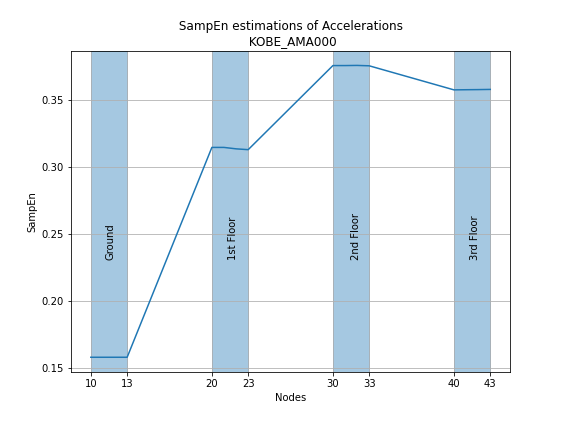 SampEn estimations of Accelerations
KOBE_AMA000
SampEn
0.35
0.30
0.25
0.20
0.15
Ground
1st Floor
2nd Floor
3rd Floor
10 13 20 23 30 33 40 43
Nodes